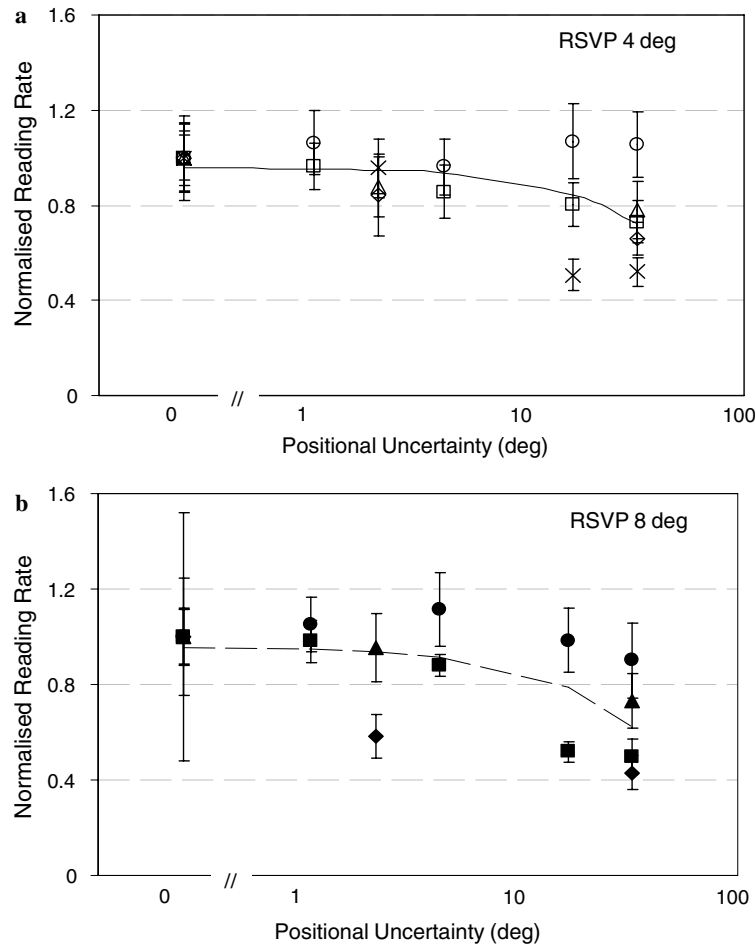 a
RSVP 4 deg
1.6
1.2
0.8
0.4
0
Normalised Reading Rate
0 // 1 10 100
Positional Uncertainty (deg)
b
RSVP 8 deg
1.6
1.2
0.8
0.4
0
Normalised Reading Rate
0 // 1 10 100
Positional Uncertainty (deg)